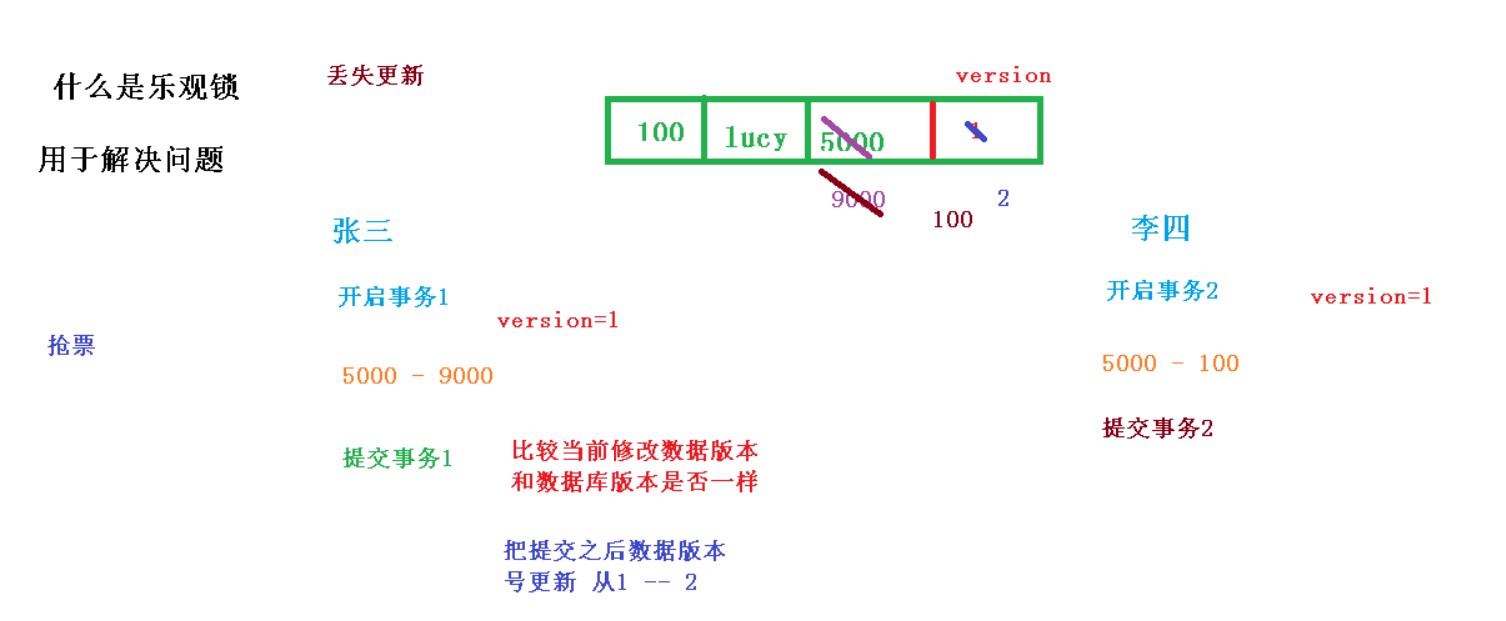 什么是乐观锁
丢失更新
version
100
lucy
5000
1
用于解决问题
9000
100
2
张三
李四
开启事务1
开启事务2
version=1
version=1
抢票
5000 - 9000
5000 - 100
提交事务1
提交事务2
比较当前修改数据版本
和数据库版本是否一样
把提交之后数据版本
号更新 从1 -- 2